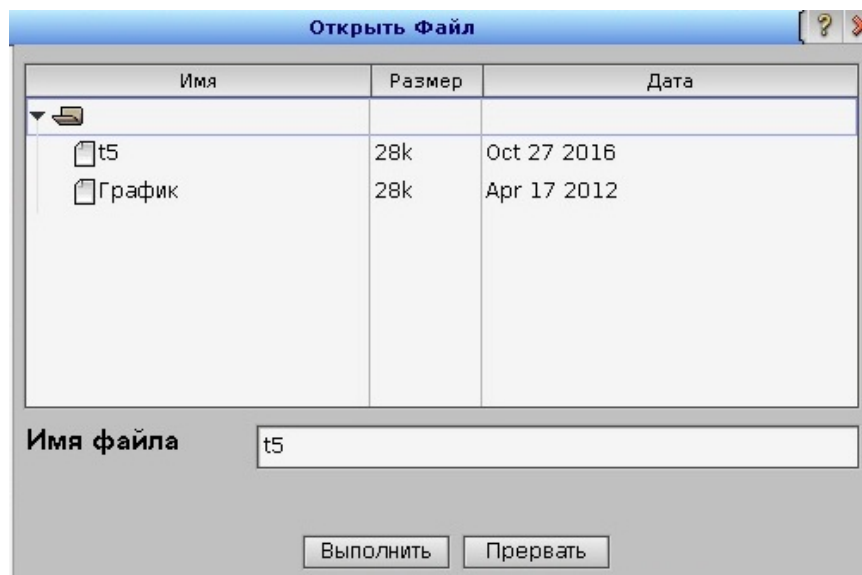 Открыть Файл ?
Имя Размер Дата
t5 28k Oct 27 2016
График 28k Apr 17 2012
Имя файла t5
Выполнить Прервать